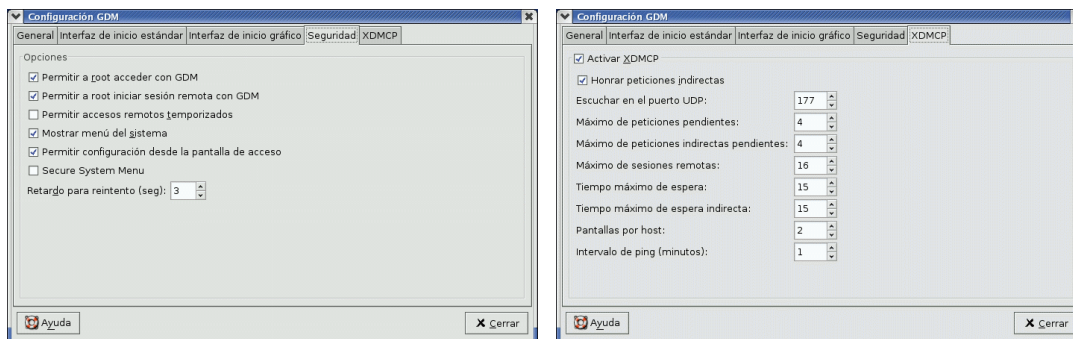 Configuración GDM
General Interfaz de inicio estándar Interfaz de inicio gráfico Seguridad XDMCP
Opciones
Permitir a root acceder con GDM
Permitir a root iniciar sesión remota con GDM
Permitir accesos remotos temporizados
Mostrar menú del sistema
Permitir configuración desde la pantalla de acceso
Secure System Menu
Retardo para reintento (seg): 3
Ayuda
Cerrar
Configuración GDM
General Interfaz de inicio estándar Interfaz de inicio gráfico Seguridad XDMCP
Activar XDMCP
Honrar peticiones indirectas
Escuchar en el puerto UDP: 177
Máximo de peticiones pendientes: 4
Máximo de peticiones indirectas pendientes: 4
Máximo de sesiones remotas: 16
Tiempo máximo de espera: 15
Tiempo máximo de espera indirecta: 15
Pantallas por host: 2
Intervalo de ping (minutos): 1
Ayuda
Cerrar